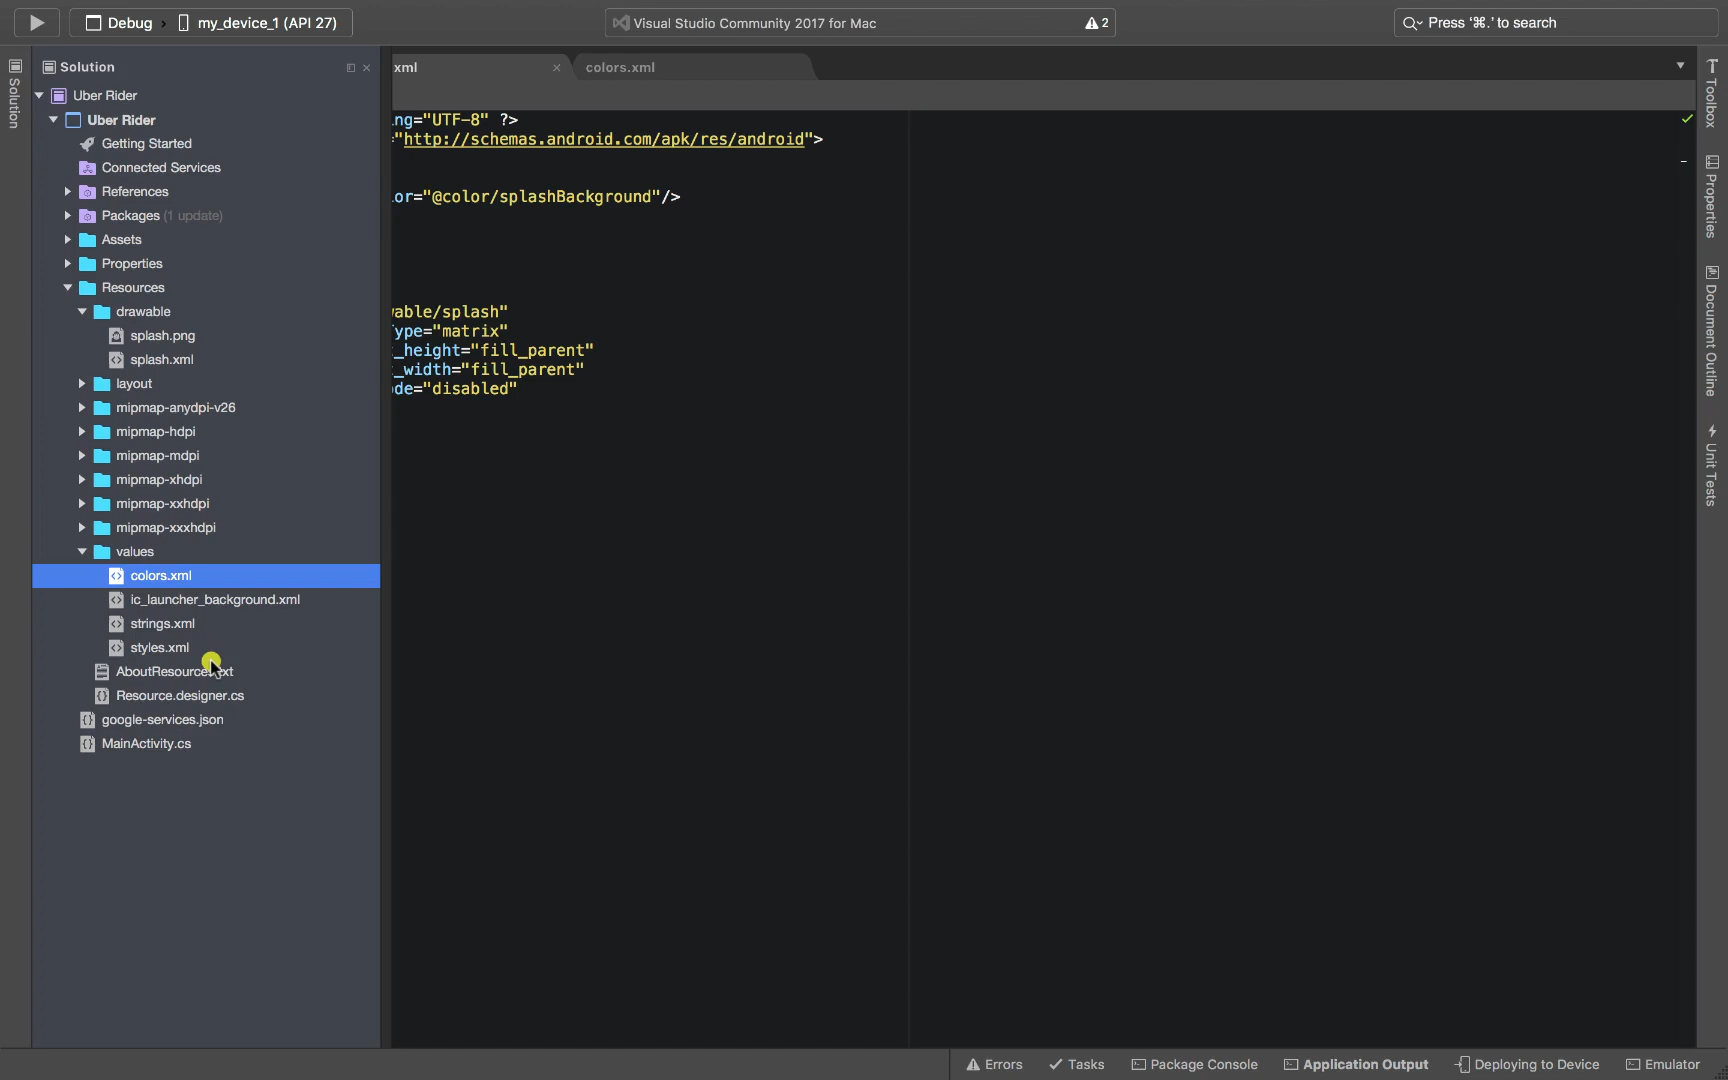 Debug
my_device_1 (API 27)
Visual Studio Community 2017 for Mac
2
Press '⌘.' to search
Solution
Solution
Uber Rider
Uber Rider
Getting Started
Connected Services
References
Packages (1 update)
Assets
Properties
Resources
drawable
splash.png
splash.xml
layout
mipmap-anydpi-v26
mipmap-hdpi
mipmap-mdpi
mipmap-xhdpi
mipmap-xxhdpi
mipmap-xxxhdpi
values
colors.xml
ic_launcher_background.xml
strings.xml
styles.xml
Resource.designer.cs
google-services.json
MainActivity.cs
xml
colors.xml
ng="UTF-8" ?>
="http://schemas.android.com/apk/res/android">
or="@color/splashBackground"/>
able/splash"
ype="matrix"
_height="fill_parent"
_width="fill_parent"
de="disabled"
Toolbox
Properties
Document Outline
Unit Tests
Errors
Tasks
Package Console
Application Output
Deploying to Device
Emulator